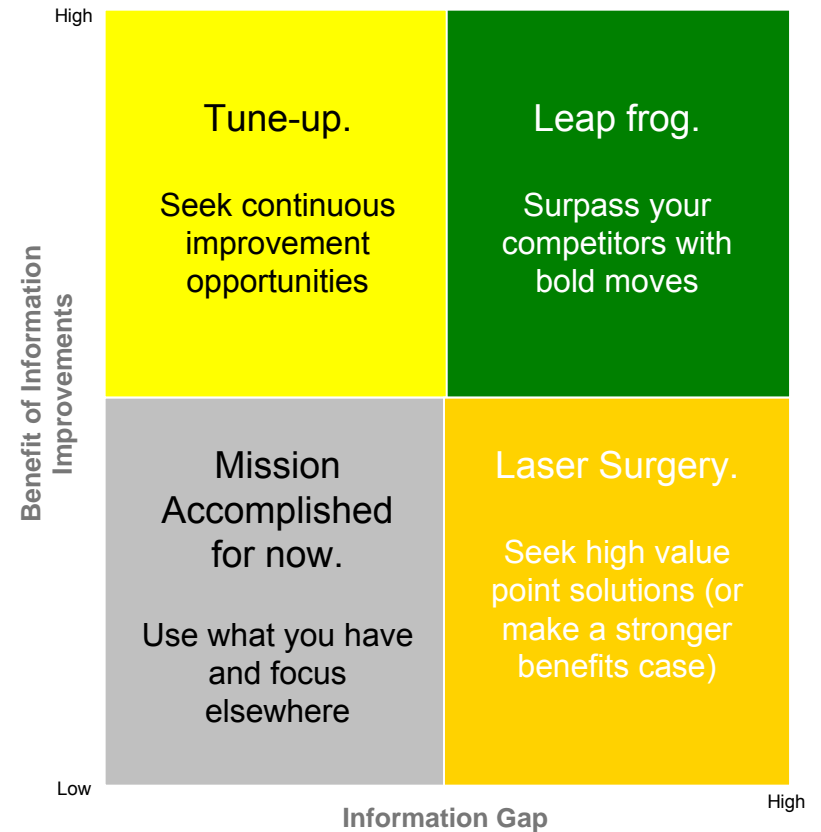 High
Tune-up.
Seek continuous
improvement
opportunities
Leap frog.
Surpass your
competitors with
bold moves
Benefit of Information
Improvements
Mission
Accomplished
for now.
Use what you have
and focus
elsewhere
Laser Surgery.
Seek high value
point solutions (or
make a stronger
benefits case)
Low
High
Information Gap